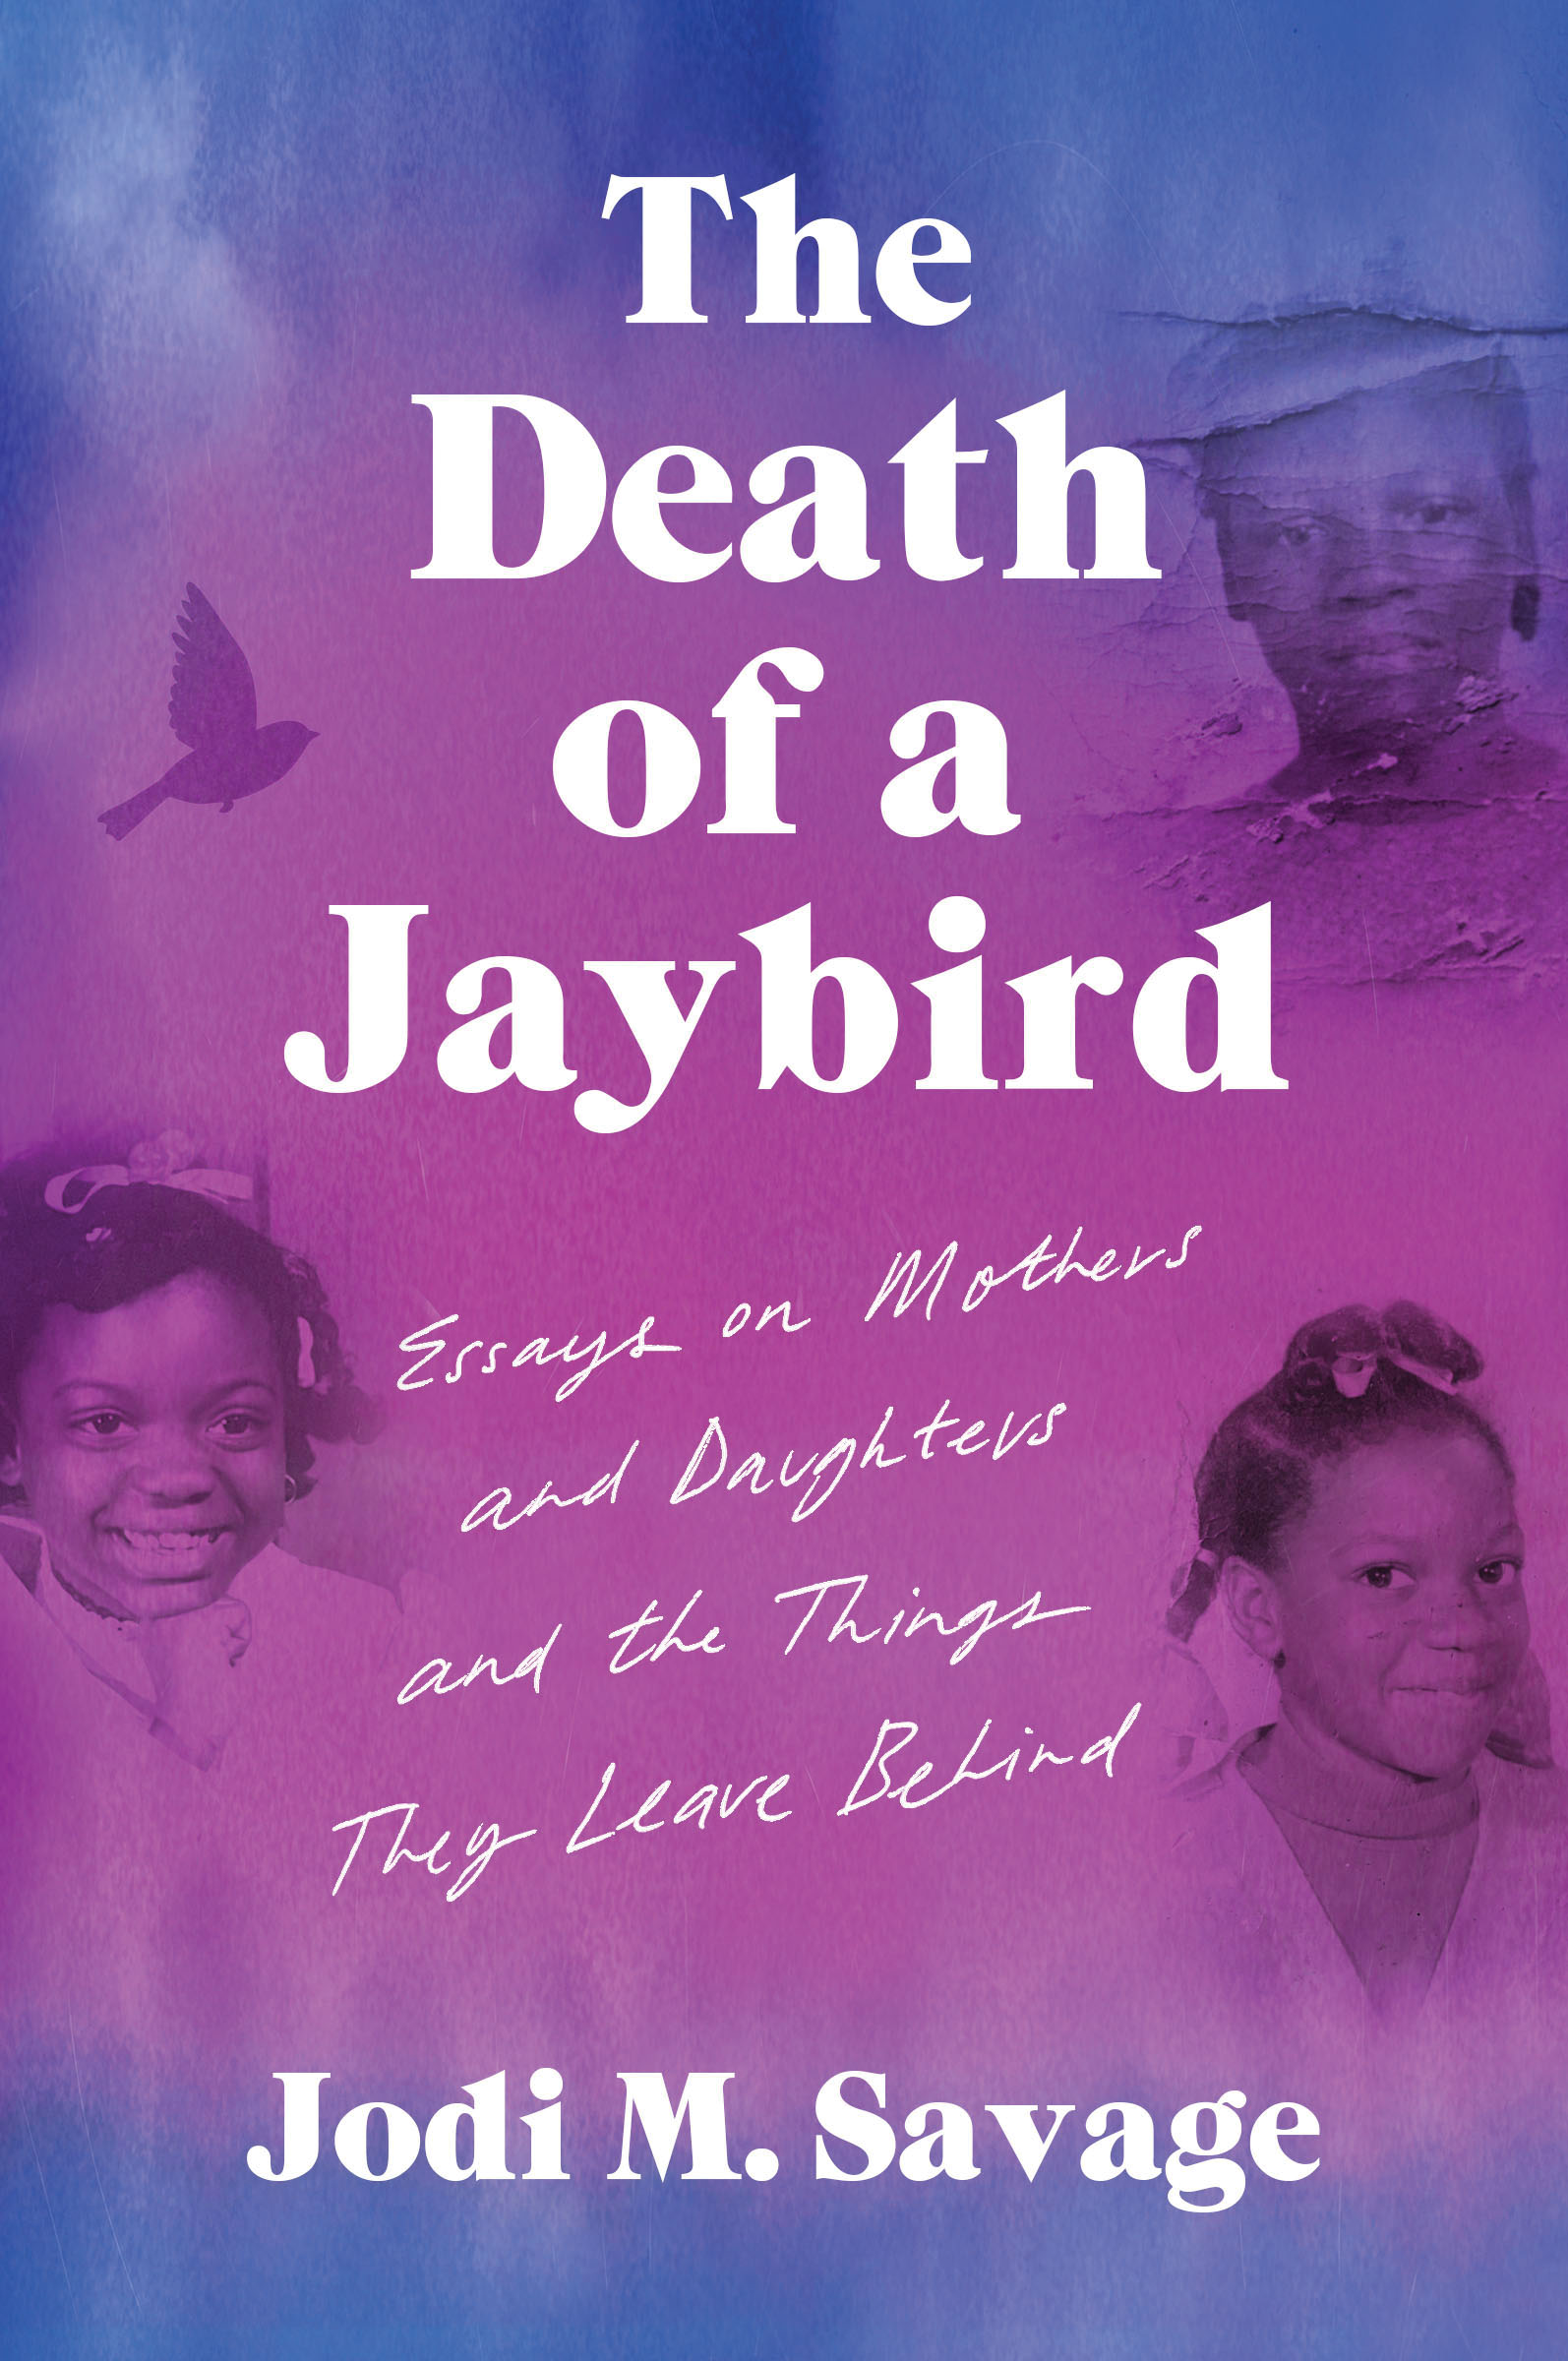 The
Death
of a
Jaybird
Essays on Mothers
and Daughters
and the Things
They Leave Behind
Jodi M. Savage